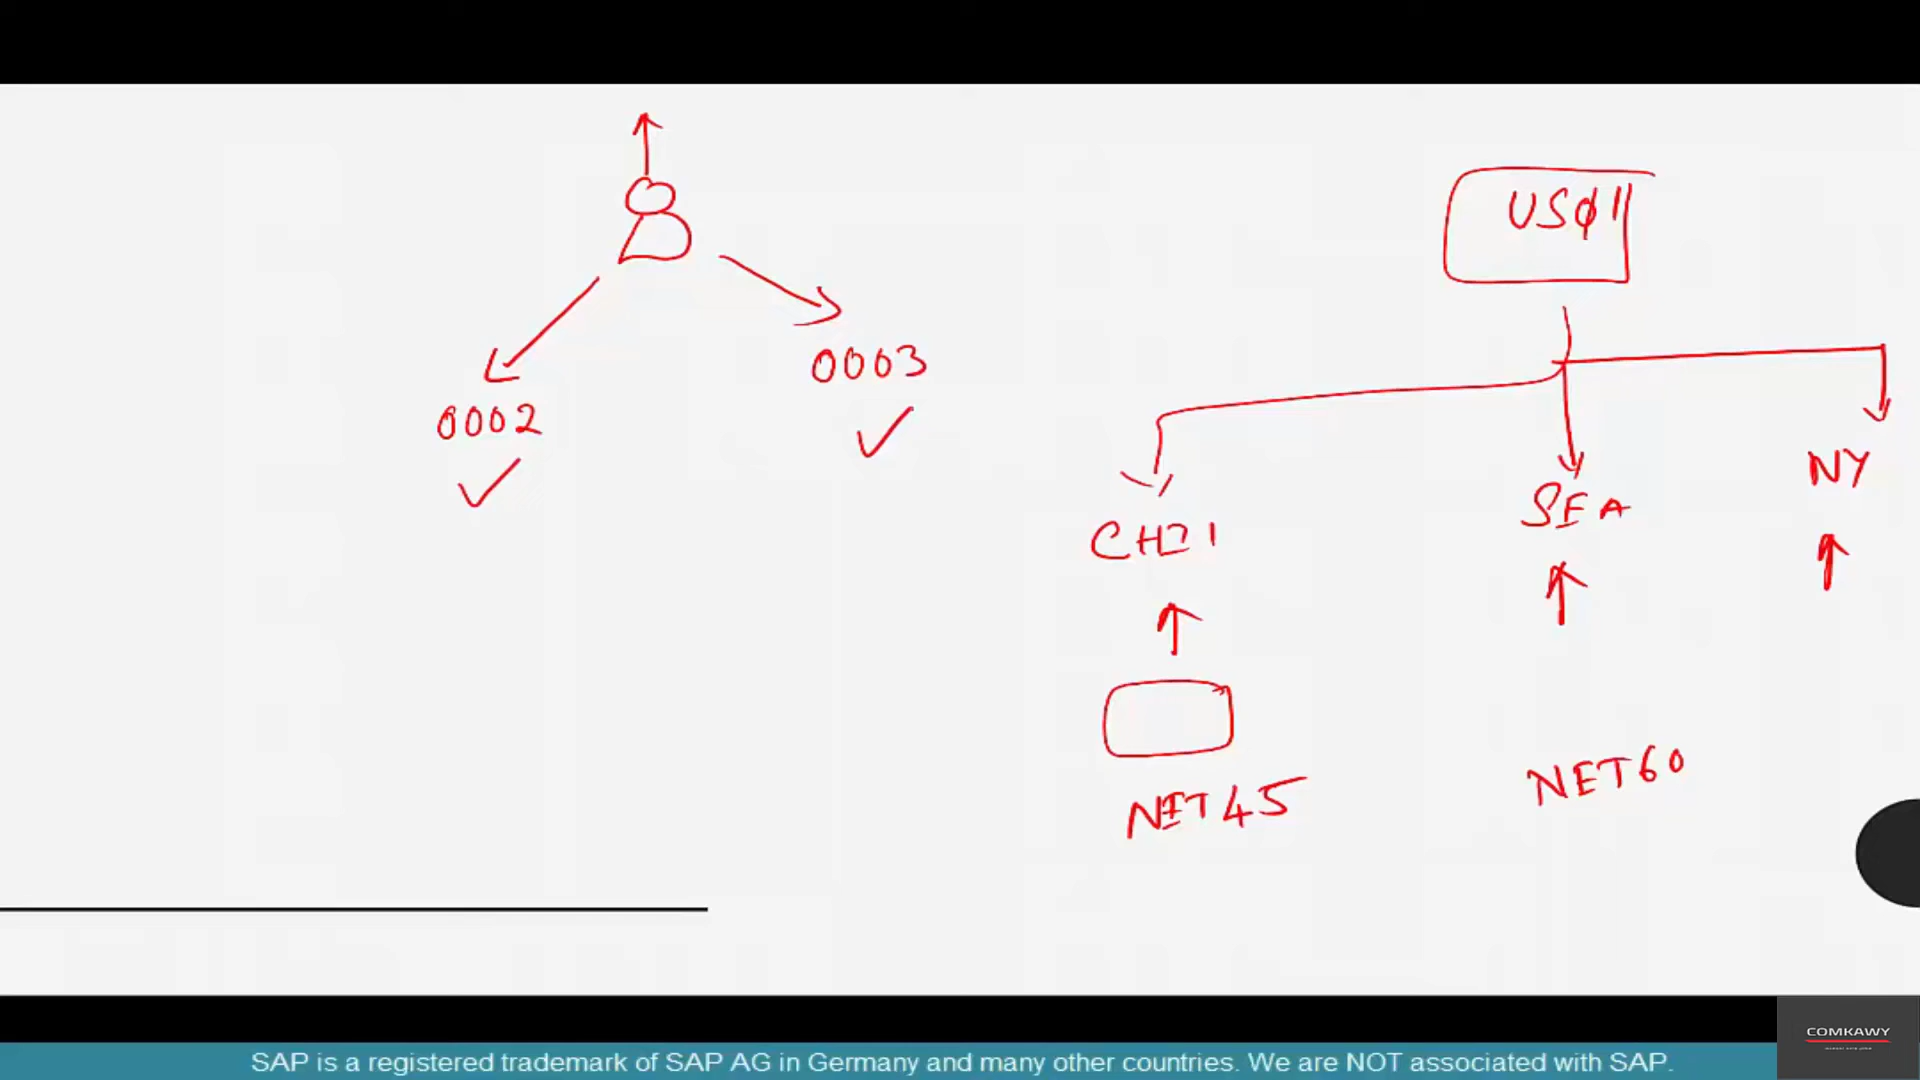 US01
0003
0002
NY
SEA
CHI1
NET60
NET45
COMKAWY
SAP is a registered trademark of SAP AG in Germany and many other countries. We are NOT associated with SAP.